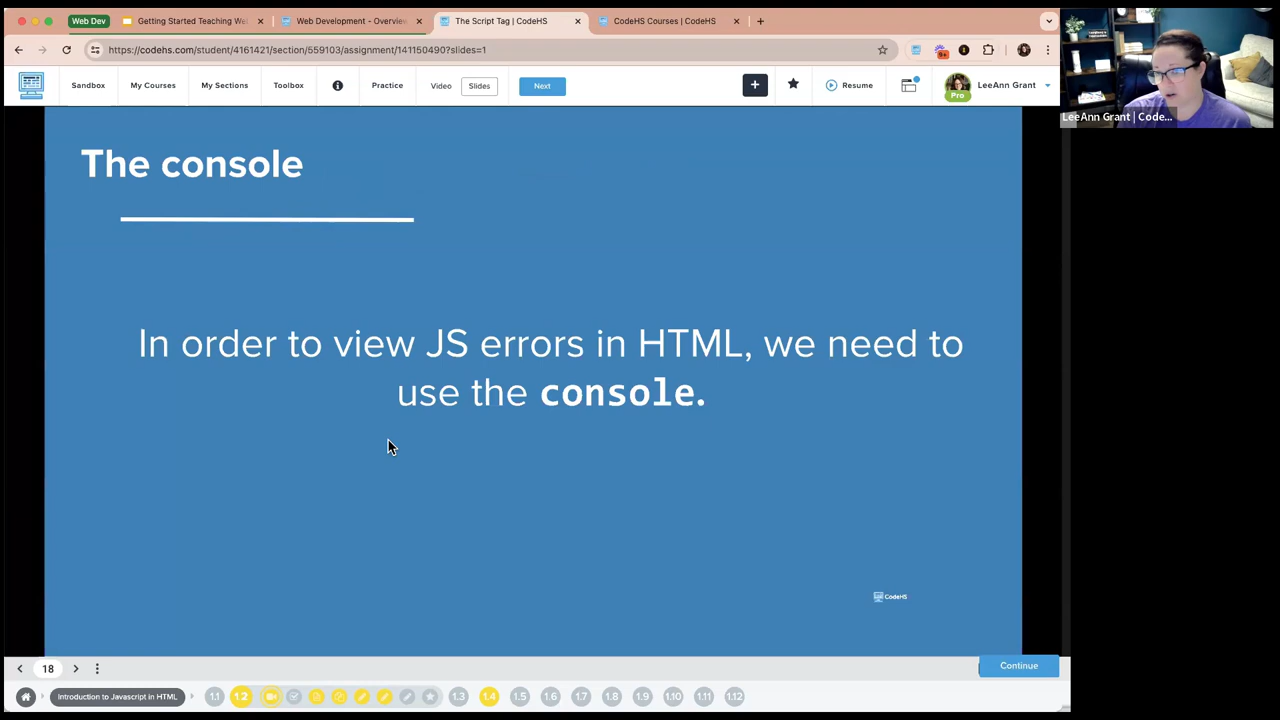 Web Dev
Getting Started Teaching We
Web Development - Overview
The Script Tag | CodeHS
CodeHS Courses | CodeHS
https://codehs.com/student/4161421/section/559103/assignment/141150490?slides=1
9+
Sandbox
My Courses
My Sections
Toolbox
Practice
Video
Slides
Next
Resume
Pro
LeeAnn Grant
LeeAnn Grant | Code...
The console
In order to view JS errors in HTML, we need to
use the console.
CodeHS
18
Continue
Introduction to Javascript in HTML
1.1
1.2
1.3
1.4
1.5
1.6
1.7
1.8
1.9
1.10
1.11
1.12